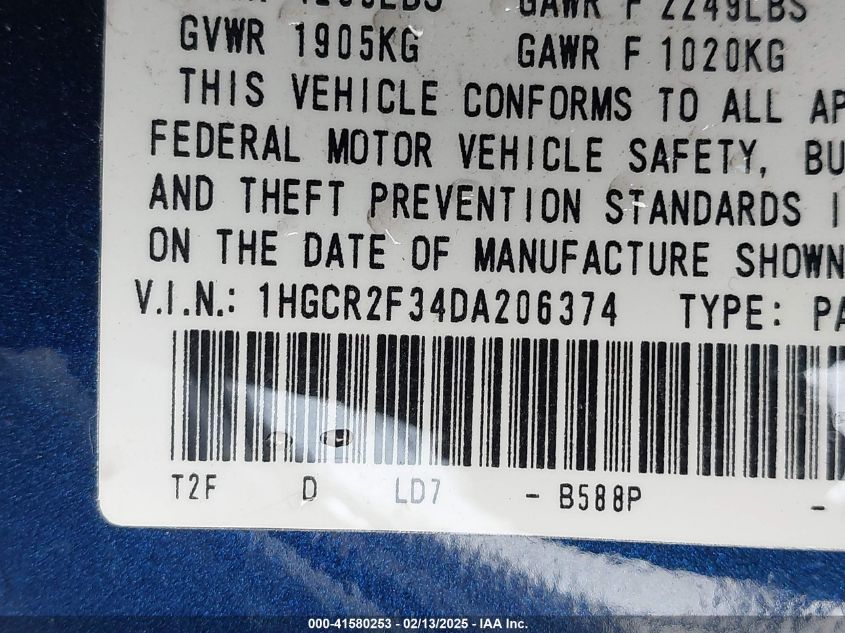 GAWR F 2249LBS
GVWR 1905KG GAWR F 1020KG
THIS VEHICLE CONFORMS TO ALL AP
FEDERAL MOTOR VEHICLE SAFETY, BU
AND THEFT PREVENTION STANDARDS I
ON THE DATE OF MANUFACTURE SHOWN
V.I.N.: 1HGCR2F34DA206374 TYPE: PA
T2F D LD7 - B588P -
000-41580253 - 02/13/2025 - IAA Inc.